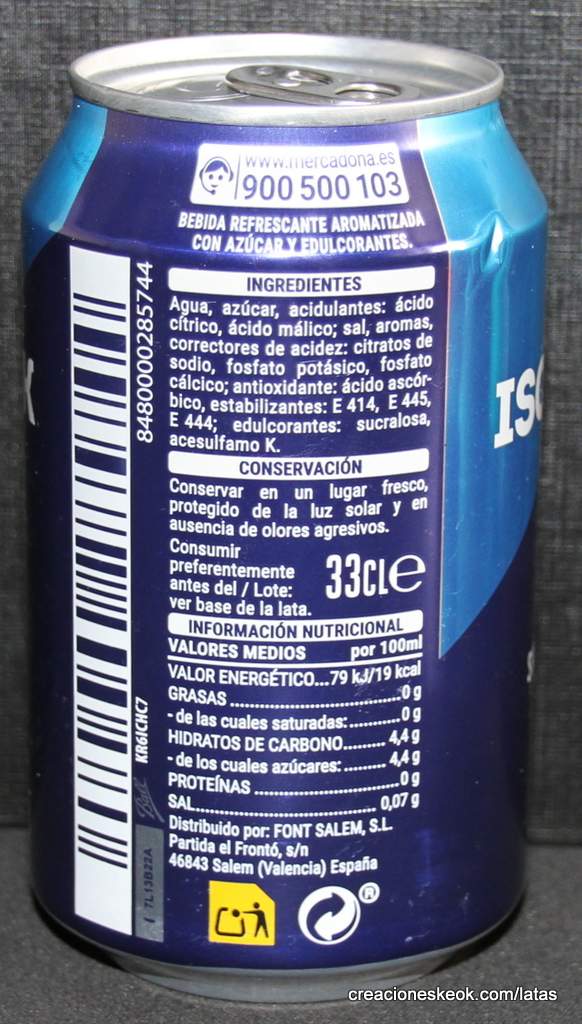 www.mercadona.es
900 500 103
BEBIDA REFRESCANTE AROMATIZADA
CON AZÚCAR Y EDULCORANTES.
INGREDIENTES
Agua, azúcar, acidulantes: ácido
cítrico, ácido málico; sal, aromas,
correctores de acidez: citratos de
sodio, fosfato potásico, fosfato
cálcico; antioxidante: ácido ascór-
bico, estabilizantes: E 414, E 445,
E 444; edulcorantes: sucralosa,
acesulfamo K.
CONSERVACIÓN
Conservar en un lugar fresco,
protegido de la luz solar y en
ausencia de olores agresivos.
Consumir
preferentemente
antes del / Lote:
ver base de la lata.
33CL e
INFORMACIÓN NUTRICIONAL
VALORES MEDIOS por 100ml
VALOR ENERGÉTICO...79 kJ/19 kcal
GRASAS ...0 g
- de las cuales saturadas: ...0 g
HIDRATOS DE CARBONO... 4,4 g
- de los cuales azúcares: ... 4,4 g
PROTEÍNAS ...0 g
SAL... 0,07 g
Distribuido por: FONT SALEM, S.L.
Partida el Frontó, s/n
46843 Salem (Valencia) España
®
8480000285744
KR6ICHC7
Ball
7L13B22A
ISO
creacioneskeok.com/latas